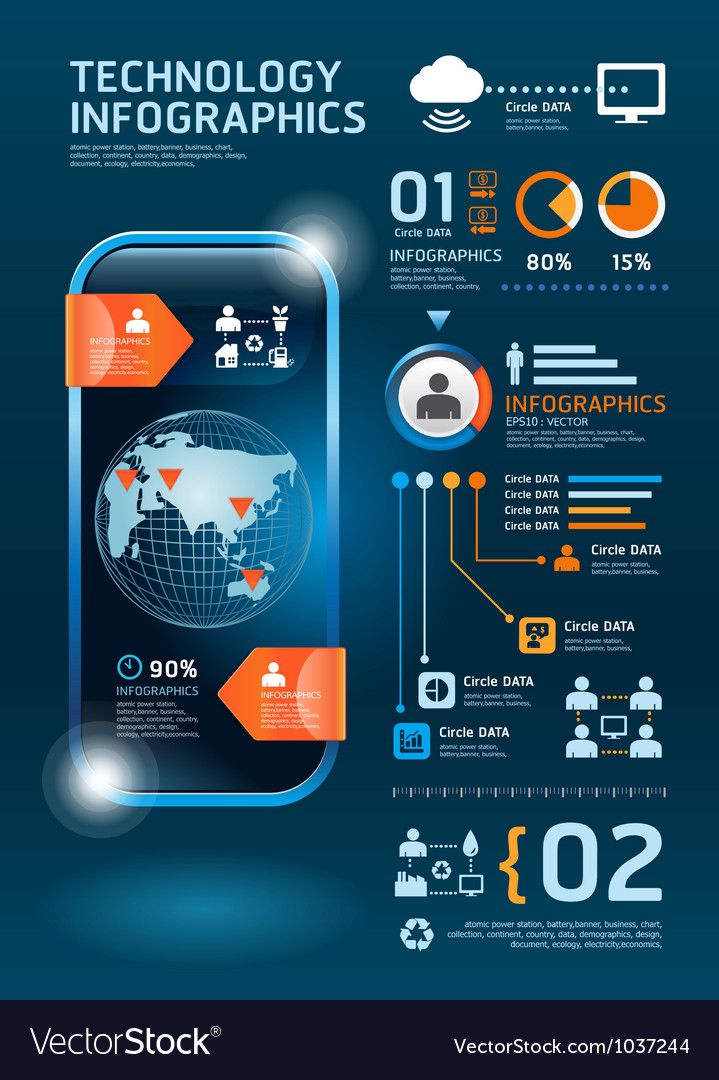 TECHNOLOGY
INFOGRAPHICS
atomic power station, battery,banner, business, chart,
collection, continent, country, data, demographics, design,
document, ecology, electricity,economics,
Circle DATA
atomic power station,
battery,banner, business,
01
Circle DATA
INFOGRAPHICS
atomic power station,
battery,banner, business,
collection, continent, country,
$
$
80%
15%
INFOGRAPHICS
atomic power station,
battery,banner, business,
collection, continent, country,
data, demographics, design,
document, ecology,
electricity,economics,
INFOGRAPHICS
EPS10 : VECTOR
atomic power station, battery,banner, business, chart,
collection, continent, country, data, demographics, design,
document, ecology, electricity,economics,
Circle DATA
Circle DATA
Circle DATA
Circle DATA
Circle DATA
atomic power station,
battery,banner, business,
$
Circle DATA
atomic power station,
battery,banner, business,
Circle DATA
atomic power station,
battery,banner, business,
Circle DATA
atomic power station,
battery,banner, business,
90%
INFOGRAPHICS
atomic power station,
battery,banner, business,
collection, continent, country,
data, demographics, design,
document, ecology,
electricity,economics,
INFOGRAPHICS
atomic power station,
battery,banner, business,
collection, continent, country,
data, demographics,
design, document, ecology,
electricity,economics,
{ 02
atomic power station, battery,banner, business, chart,
collection, continent, country, data, demographics, design,
document, ecology, electricity,economics,
VectorStock®
VectorStock.com/1037244